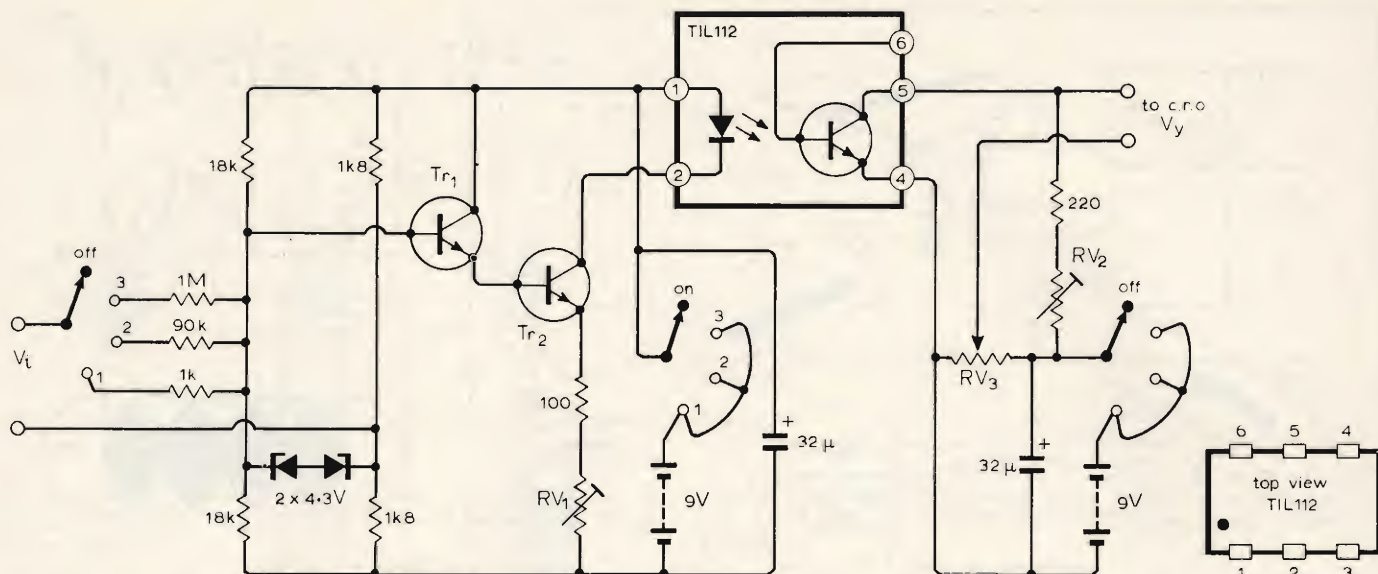 TIL112
6
1
5
to c.r.o
Vy
18k
1k8
Tr₁
2
4
220
off
3
1M
on
RV₂
off
2
90k
Tr₂
3
Vi
1
1k
2
RV₃
100
1
+
32μ
+
32μ
2 x 4·3V
RV₁
9V
9V
18k
1k8
6 5 4
top view
TIL112
1 2 3